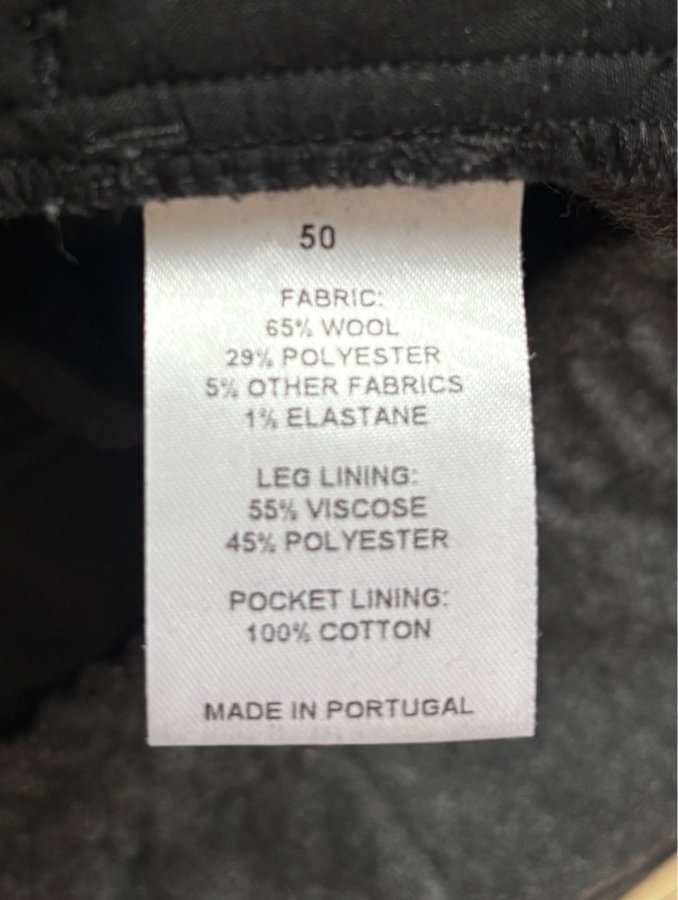 50
FABRIC:
65% WOOL
29% POLYESTER
5% OTHER FABRICS
1% ELASTANE
LEG LINING:
55% VISCOSE
45% POLYESTER
POCKET LINING:
100% COTTON
MADE IN PORTUGAL